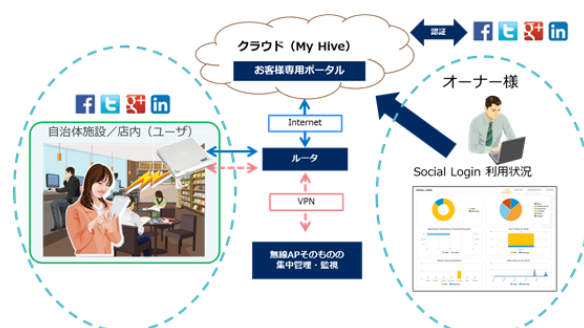 クラウド（My Hive）
お客様専用ポータル
認証
オーナー様
自治体施設／店内（ユーザ）
Internet
ルータ
Social Login 利用状況
VPN
無線APそのものの
集中管理・監視